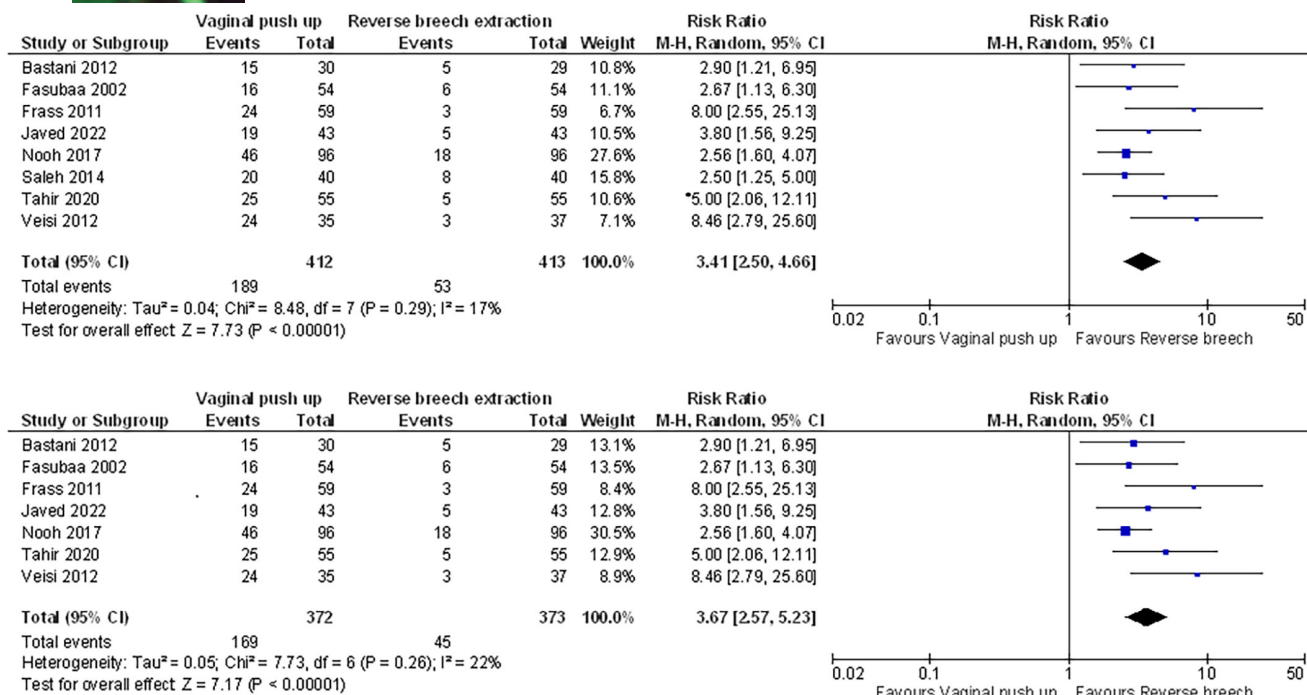 Vaginal push up Reverse breech extraction Risk Ratio Risk Ratio
Study or Subgroup Events Total Events Total Weight M-H, Random, 95% CI M-H, Random, 95% CI
Bastani 2012 15 30 5 29 10.8% 2.90 [1.21, 6.95]
Fasubaa 2002 16 54 6 54 11.1% 2.67 [1.13, 6.30]
Frass 2011 24 59 3 59 6.7% 8.00 [2.55, 25.13]
Javed 2022 19 43 5 43 10.5% 3.80 [1.56, 9.25]
Nooh 2017 46 96 18 96 27.6% 2.56 [1.60, 4.07]
Saleh 2014 20 40 8 40 15.8% 2.50 [1.25, 5.00]
Tahir 2020 25 55 5 55 10.6% 5.00 [2.06, 12.11]
Veisi 2012 24 35 3 37 7.1% 8.46 [2.79, 25.60]
Total (95% CI) 412 413 100.0% 3.41 [2.50, 4.66]
Total events 189 53
Heterogeneity: Tau² = 0.04; Chi² = 8.48, df = 7 (P = 0.29); I² = 17%
Test for overall effect: Z = 7.73 (P < 0.00001)
0.02 0.1 1 10 50
Favours Vaginal push up Favours Reverse breech
Vaginal push up Reverse breech extraction Risk Ratio Risk Ratio
Study or Subgroup Events Total Events Total Weight M-H, Random, 95% CI M-H, Random, 95% CI
Bastani 2012 15 30 5 29 13.1% 2.90 [1.21, 6.95]
Fasubaa 2002 16 54 6 54 13.5% 2.67 [1.13, 6.30]
Frass 2011 24 59 3 59 8.4% 8.00 [2.55, 25.13]
Javed 2022 19 43 5 43 12.8% 3.80 [1.56, 9.25]
Nooh 2017 46 96 18 96 30.5% 2.56 [1.60, 4.07]
Tahir 2020 25 55 5 55 12.9% 5.00 [2.06, 12.11]
Veisi 2012 24 35 3 37 8.9% 8.46 [2.79, 25.60]
Total (95% CI) 372 373 100.0% 3.67 [2.57, 5.23]
Total events 169 45
Heterogeneity: Tau² = 0.05; Chi² = 7.73, df = 6 (P = 0.26); I² = 22%
Test for overall effect: Z = 7.17 (P < 0.00001)
0.02 0.1 1 10 50
Favours Vaginal push up Favours Reverse breech